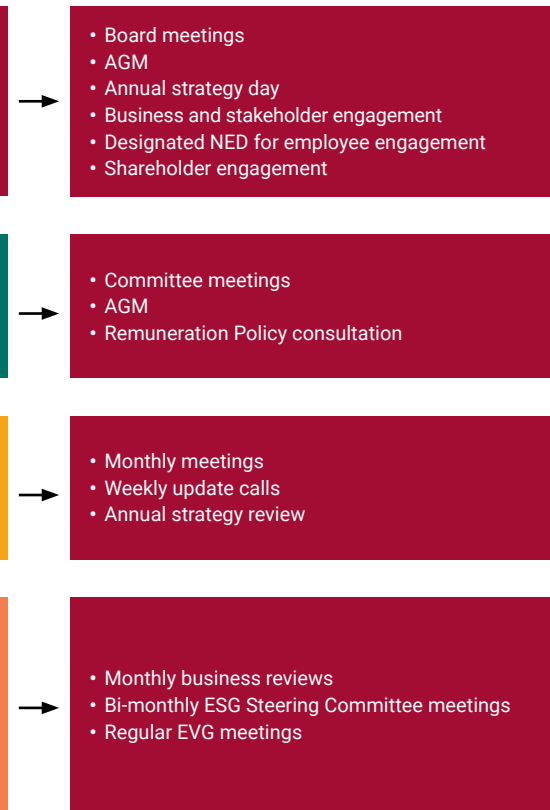 • Board meetings
• AGM
• Annual strategy day
• Business and stakeholder engagement
• Designated NED for employee engagement
• Shareholder engagement
• Committee meetings
• AGM
• Remuneration Policy consultation
• Monthly meetings
• Weekly update calls
• Annual strategy review
• Monthly business reviews
• Bi-monthly ESG Steering Committee meetings
• Regular EVG meetings